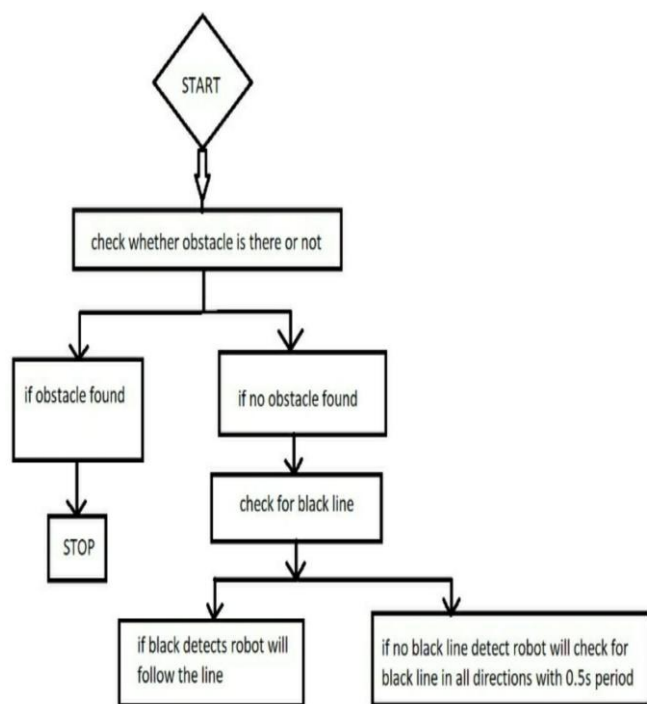 START
check whether obstacle is there or not
if obstacle found
if no obstacle found
check for black line
STOP
if black detects robot will
follow the line
if no black line detect robot will check for
black line in all directions with 0.5s period